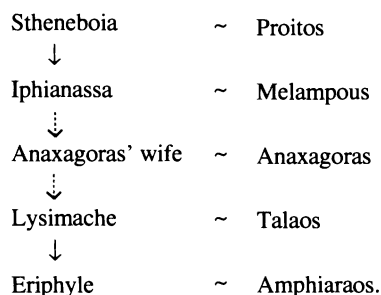 Stheneboia ~ Proitos
↓
Iphianassa ~ Melampous
⇣
Anaxagoras' wife ~ Anaxagoras
⇣
Lysimache ~ Talaos
↓
Eriphyle ~ Amphiaraos.